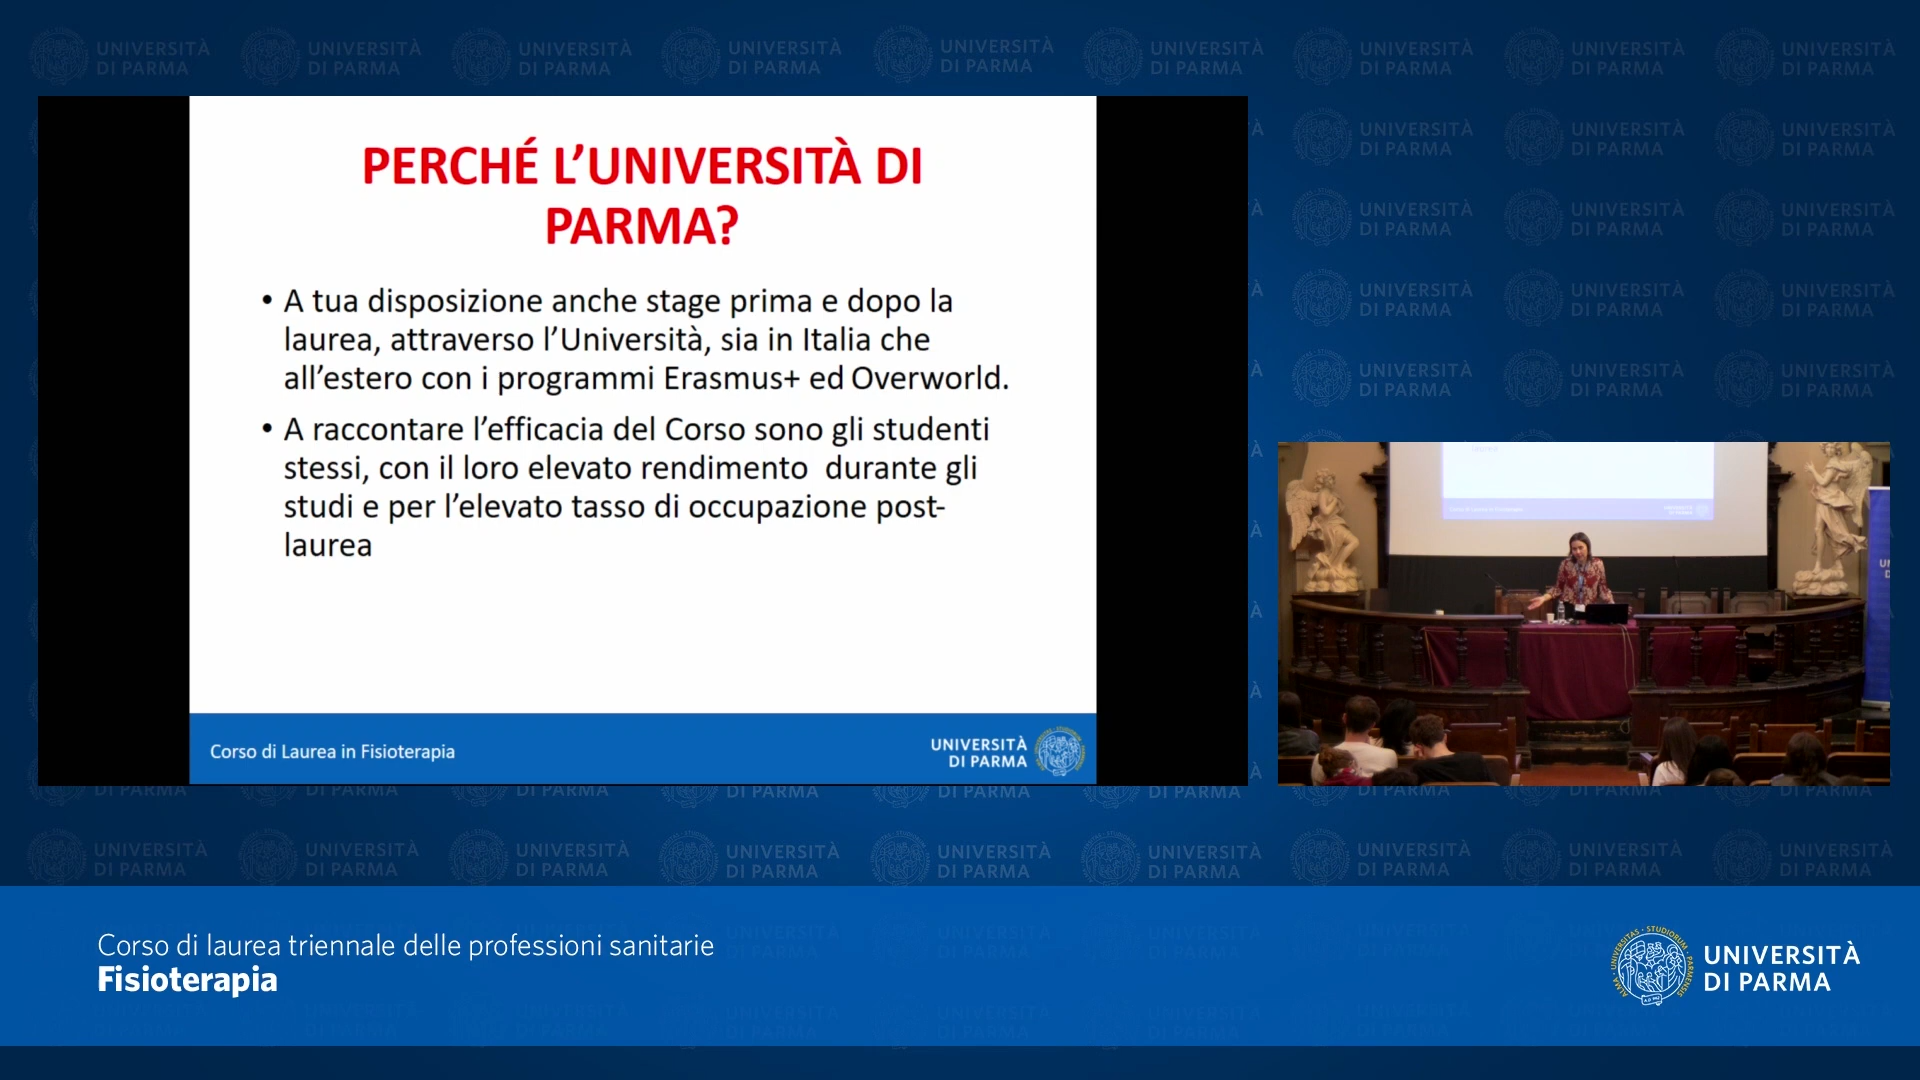 PERCHÉ L’UNIVERSITÀ DI
PARMA?
• A tua disposizione anche stage prima e dopo la
laurea, attraverso l’Università, sia in Italia che
all’estero con i programmi Erasmus+ ed Overworld.
• A raccontare l’efficacia del Corso sono gli studenti
stessi, con il loro elevato rendimento durante gli
studi e per l’elevato tasso di occupazione post-
laurea
Corso di Laurea in Fisioterapia
UNIVERSITÀ
DI PARMA
Corso di laurea triennale delle professioni sanitarie
Fisioterapia
UNIVERSITÀ
DI PARMA